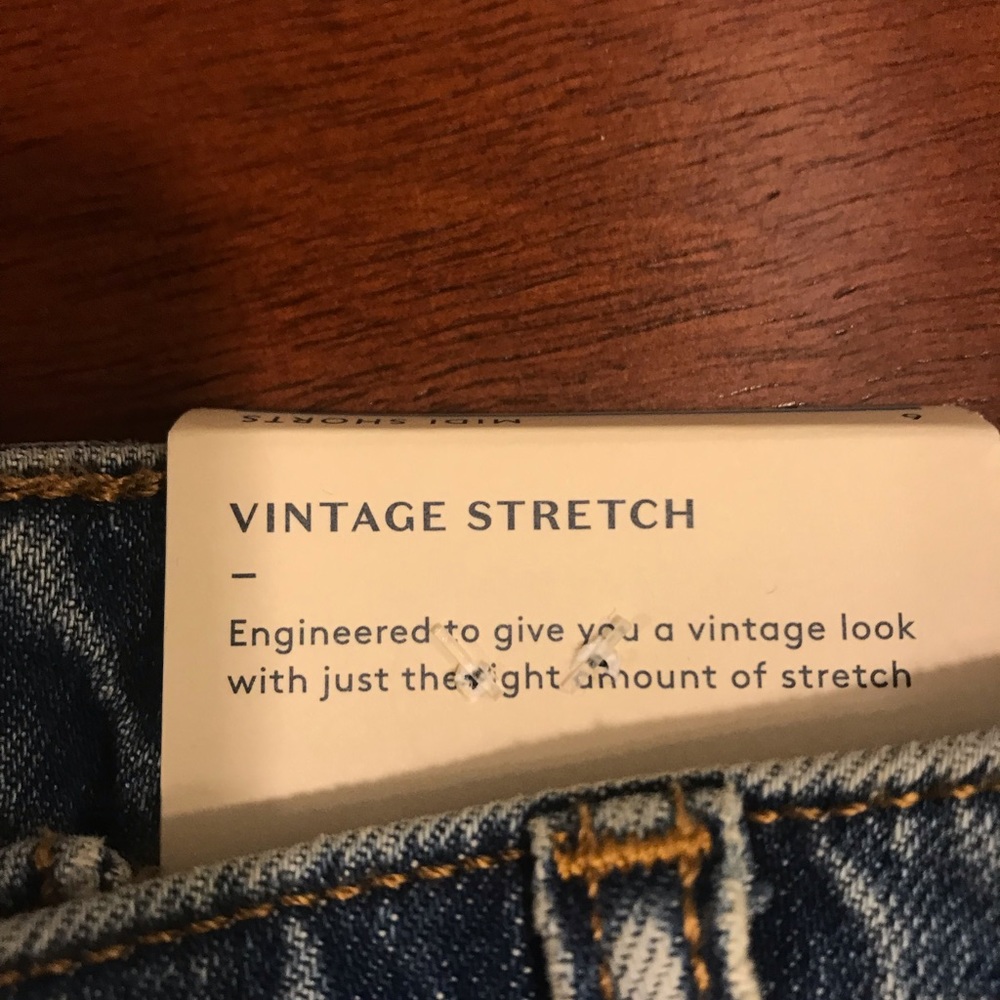 MIDI SHORTS
VINTAGE STRETCH
–
Engineered to give you a vintage look
with just the right amount of stretch